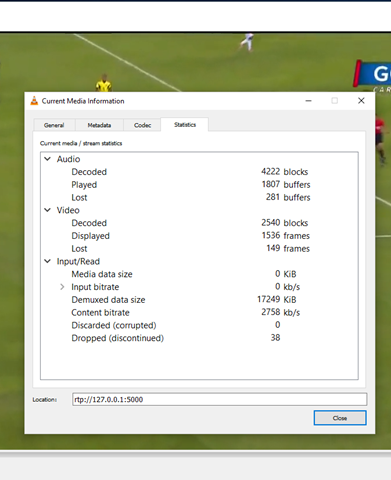 G
CAR
Current Media Information
General Metadata Codec Statistics
Current media / stream statistics
Audio
Decoded 4222 blocks
Played 1807 buffers
Lost 281 buffers
Video
Decoded 2540 blocks
Displayed 1536 frames
Lost 149 frames
Input/Read
Media data size 0 KiB
Input bitrate 0 kb/s
Demuxed data size 17249 KiB
Content bitrate 2758 kb/s
Discarded (corrupted) 0
Dropped (discontinued) 38
Location: rtp://127.0.0.1:5000
Close